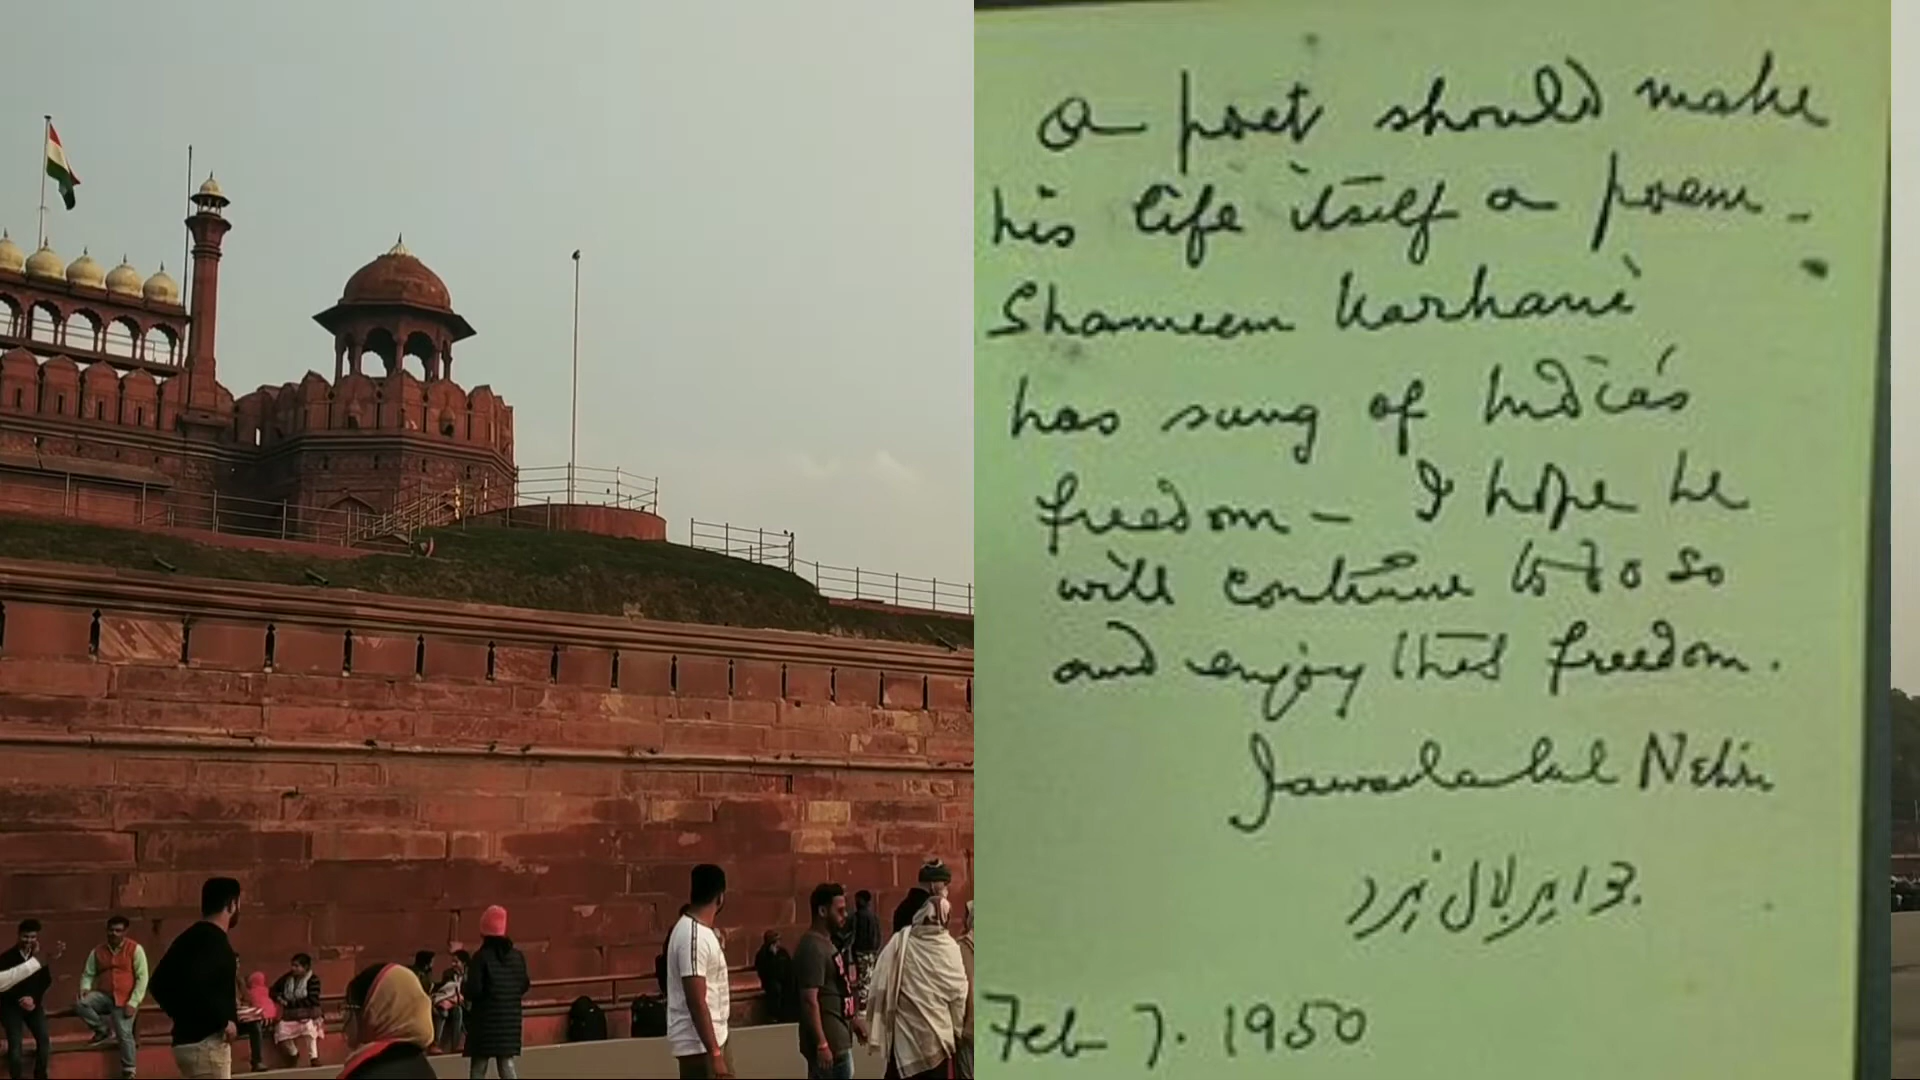 a poet should make
his life itself a poem -
Shameem Karhani
has sung of India's
freedom - I hope he
will continue to do so
and enjoy that freedom.
Jawaharlal Nehru
جواہر لال نہرو
Feb 7. 1950